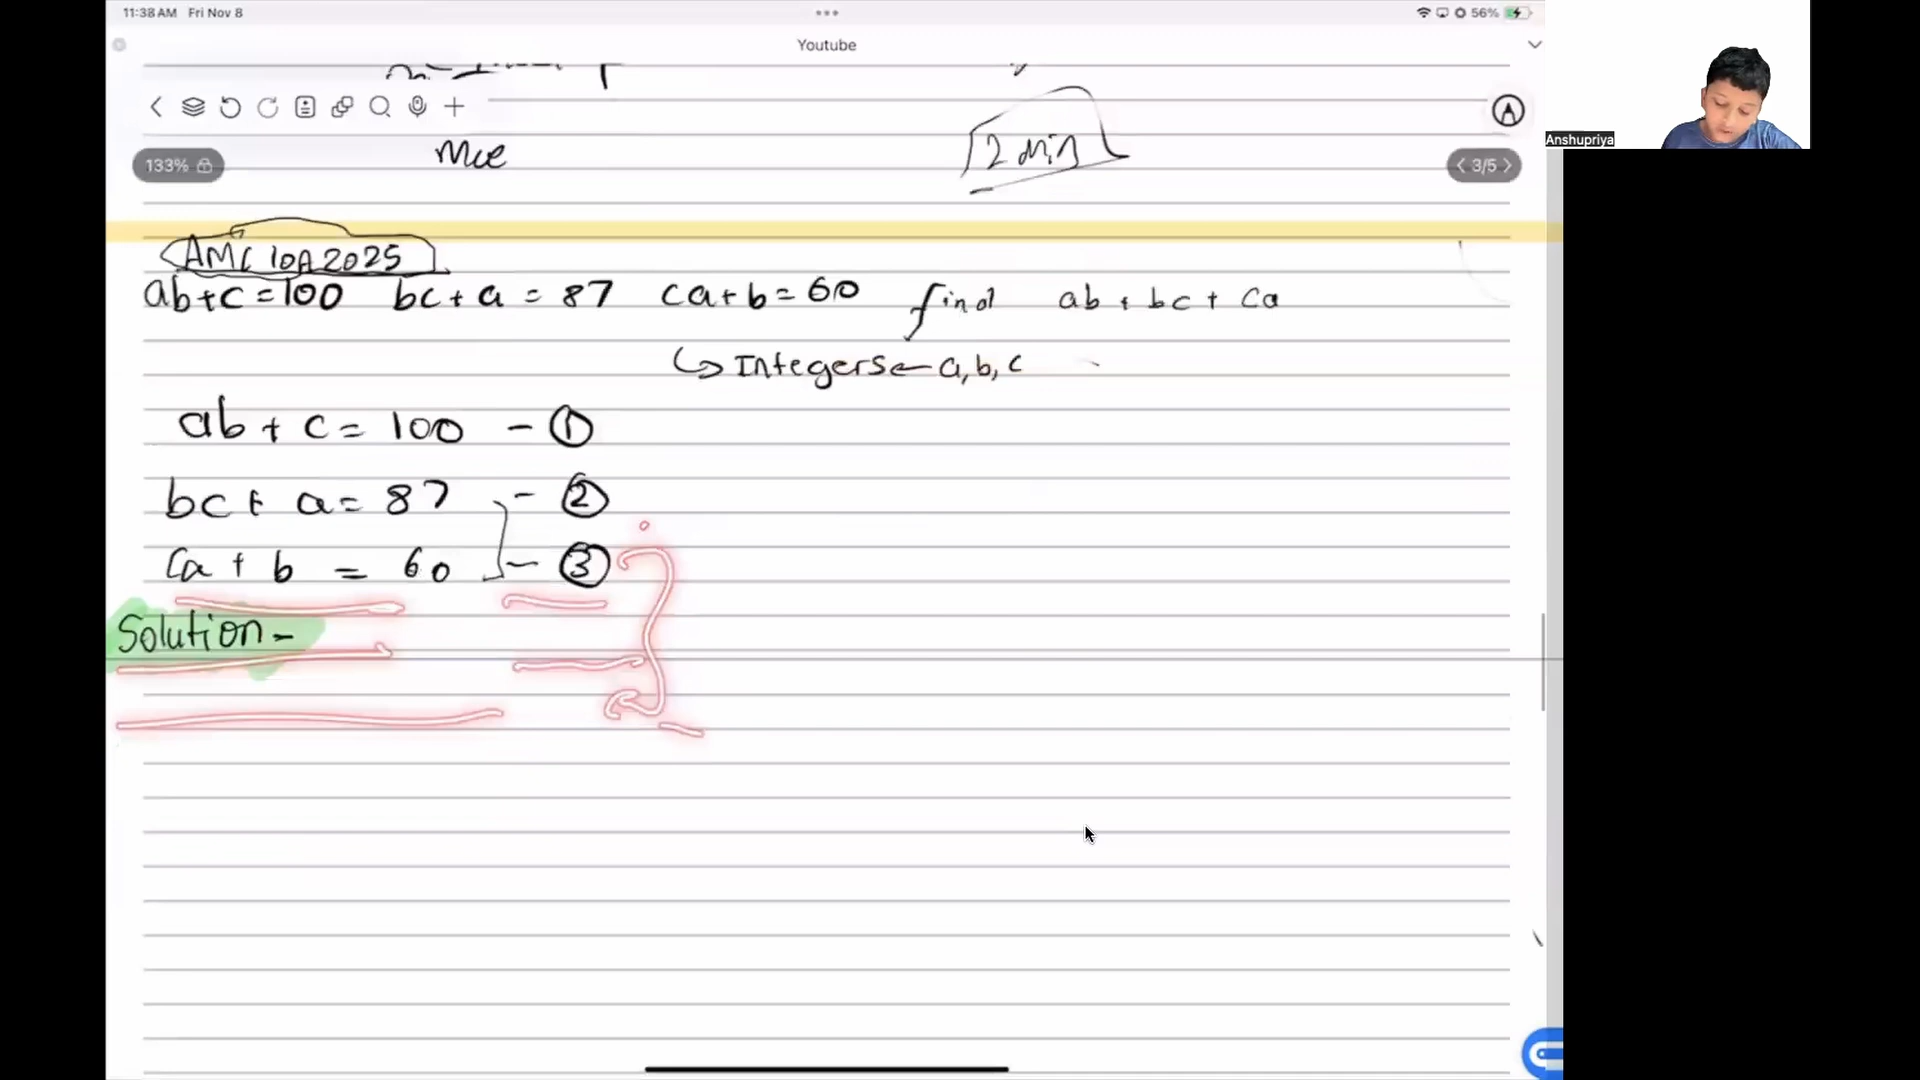 11:38 AM Fri Nov 8
56%
Youtube
133%
2 Min
3/5
Anshupriya
AMC 10A 2025
ab+c=100 bc+a=87 ca+b=60 find ab+bc+ca
Integers a,b,c
ab+c=100 - 1
bc+a=87 - 2
ca+b=60 - 3
Solution-